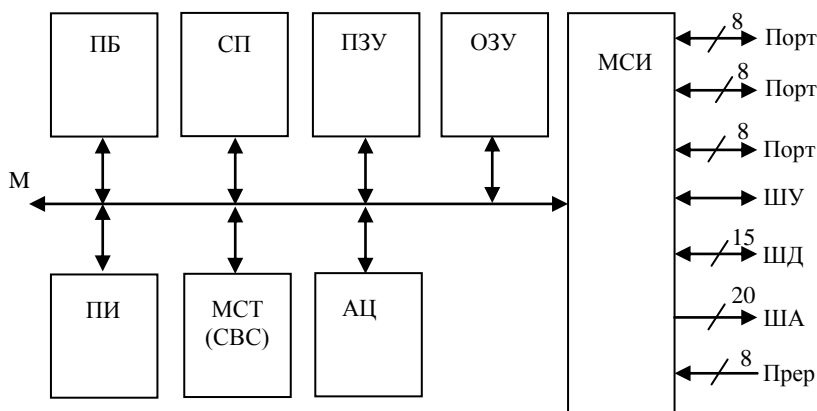 ПБ
СП
ПЗУ
ОЗУ
МСИ
8
Порт
8
Порт
8
Порт
М
ШУ
15
ШД
ПИ
МСТ
(СВС)
АЦ
20
ША
8
Прер